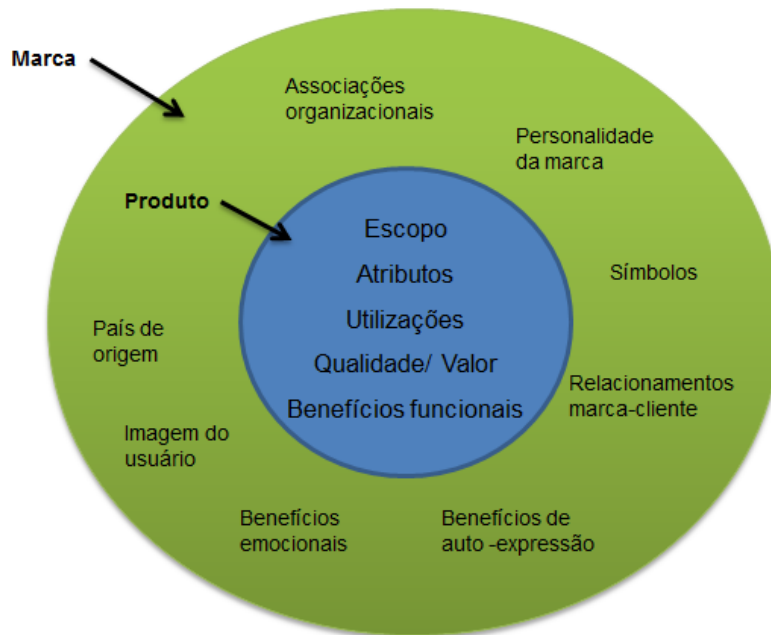 Marca
Associações
organizacionais
Personalidade
da marca
Produto
Escopo
Atributos
Utilizações
Qualidade/ Valor
Benefícios funcionais
Símbolos
País de
origem
Relacionamentos
marca-cliente
Imagem do
usuário
Benefícios
emocionais
Benefícios de
auto -expressão